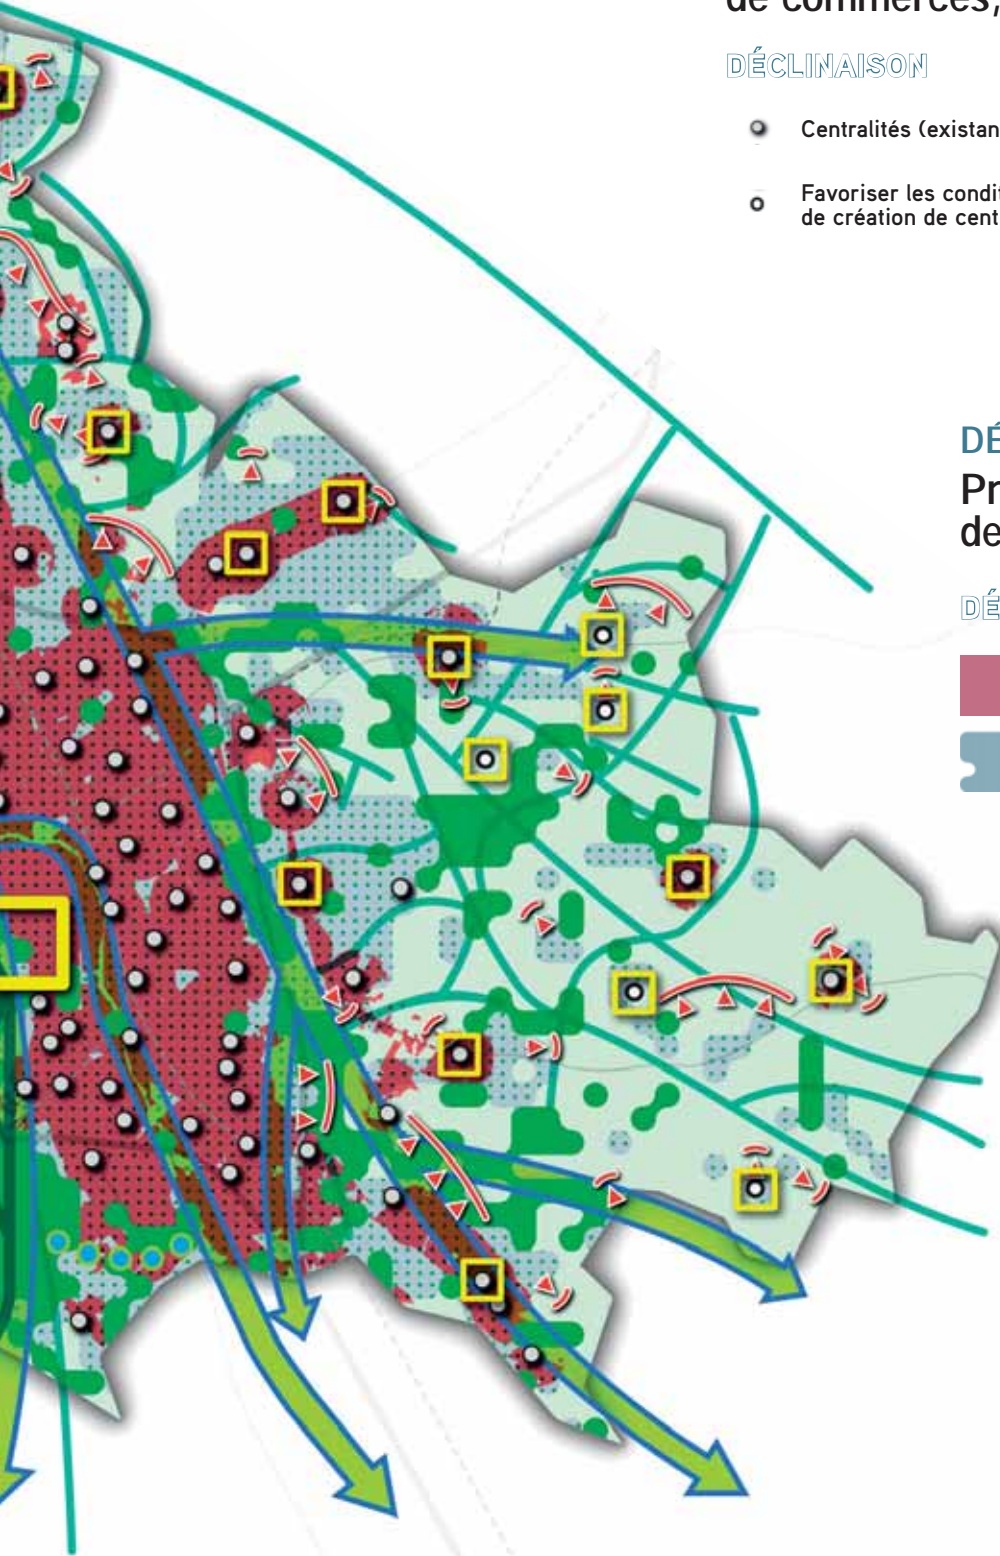 de commerces,
DÉCLINAISON
Centralités (existan
Favoriser les condit
de création de cent
DÉ
Pr
de
DÉ